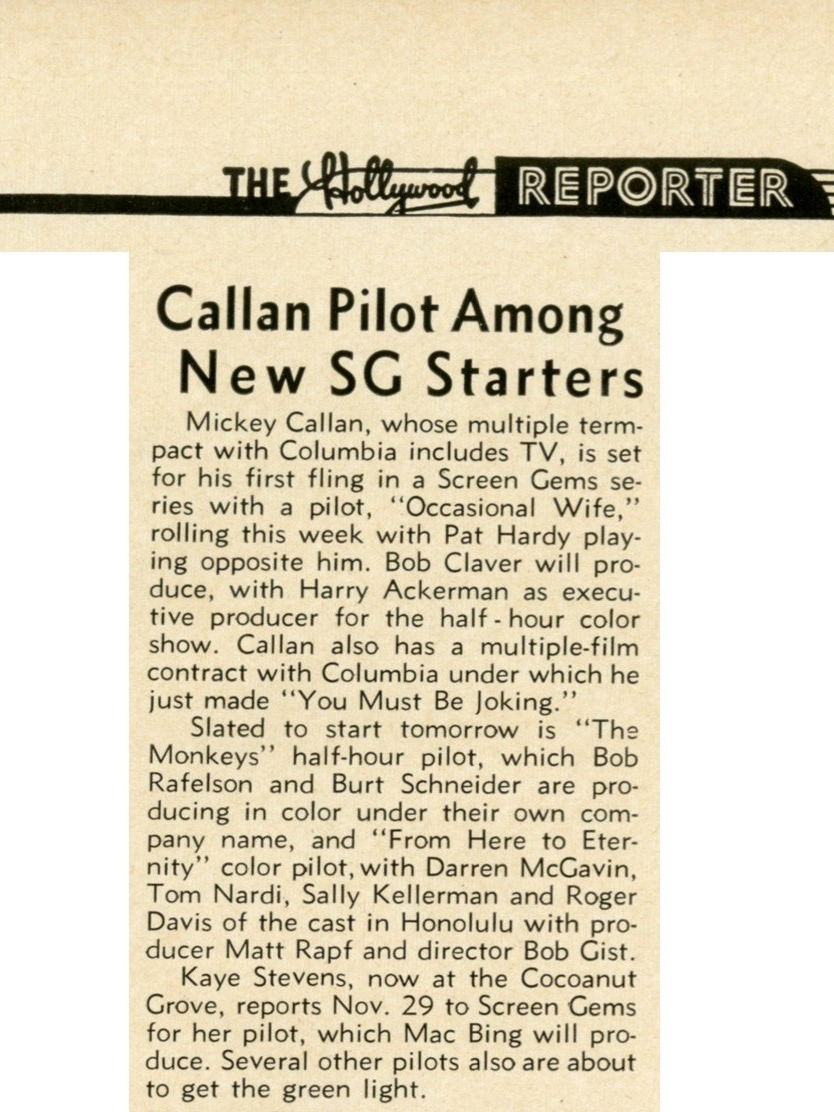 THE Hollywood REPORTER
Callan Pilot Among
New SG Starters
Mickey Callan, whose multiple term-
pact with Columbia includes TV, is set
for his first fling in a Screen Gems se-
ries with a pilot, “Occasional Wife,”
rolling this week with Pat Hardy play-
ing opposite him. Bob Claver will pro-
duce, with Harry Ackerman as execu-
tive producer for the half-hour color
show. Callan also has a multiple-film
contract with Columbia under which he
just made “You Must Be Joking.”
Slated to start tomorrow is “The
Monkeys” half-hour pilot, which Bob
Rafelson and Burt Schneider are pro-
ducing in color under their own com-
pany name, and “From Here to Eter-
nity” color pilot, with Darren McGavin,
Tom Nardi, Sally Kellerman and Roger
Davis of the cast in Honolulu with pro-
ducer Matt Rapf and director Bob Gist.
Kaye Stevens, now at the Cocoanut
Grove, reports Nov. 29 to Screen Gems
for her pilot, which Mac Bing will pro-
duce. Several other pilots also are about
to get the green light.